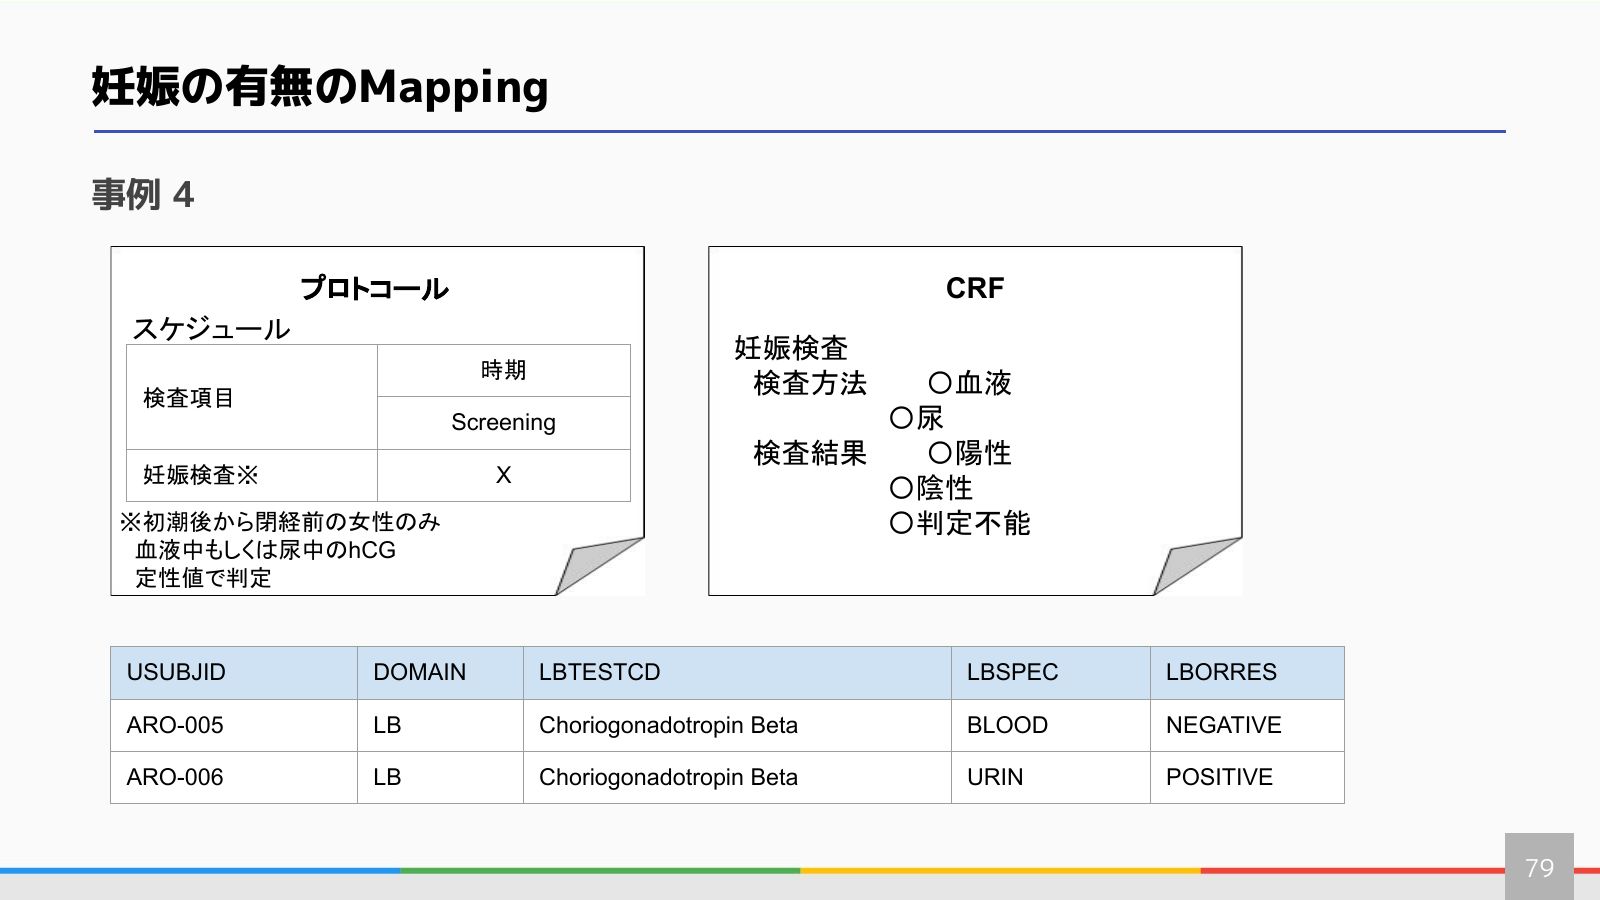 妊娠の有無のMapping
事例 4
プロトコール
スケジュール
検査項目
時期
Screening
妊娠検査※
X
※初潮後から閉経前の女性のみ
血液中もしくは尿中のhCG
定性値で判定
CRF
妊娠検査
検査方法 〇血液
〇尿
検査結果 〇陽性
〇陰性
〇判定不能
USUBJID DOMAIN LBTESTCD LBSPEC LBORRES
ARO-005 LB Choriogonadotropin Beta BLOOD NEGATIVE
ARO-006 LB Choriogonadotropin Beta URIN POSITIVE
79